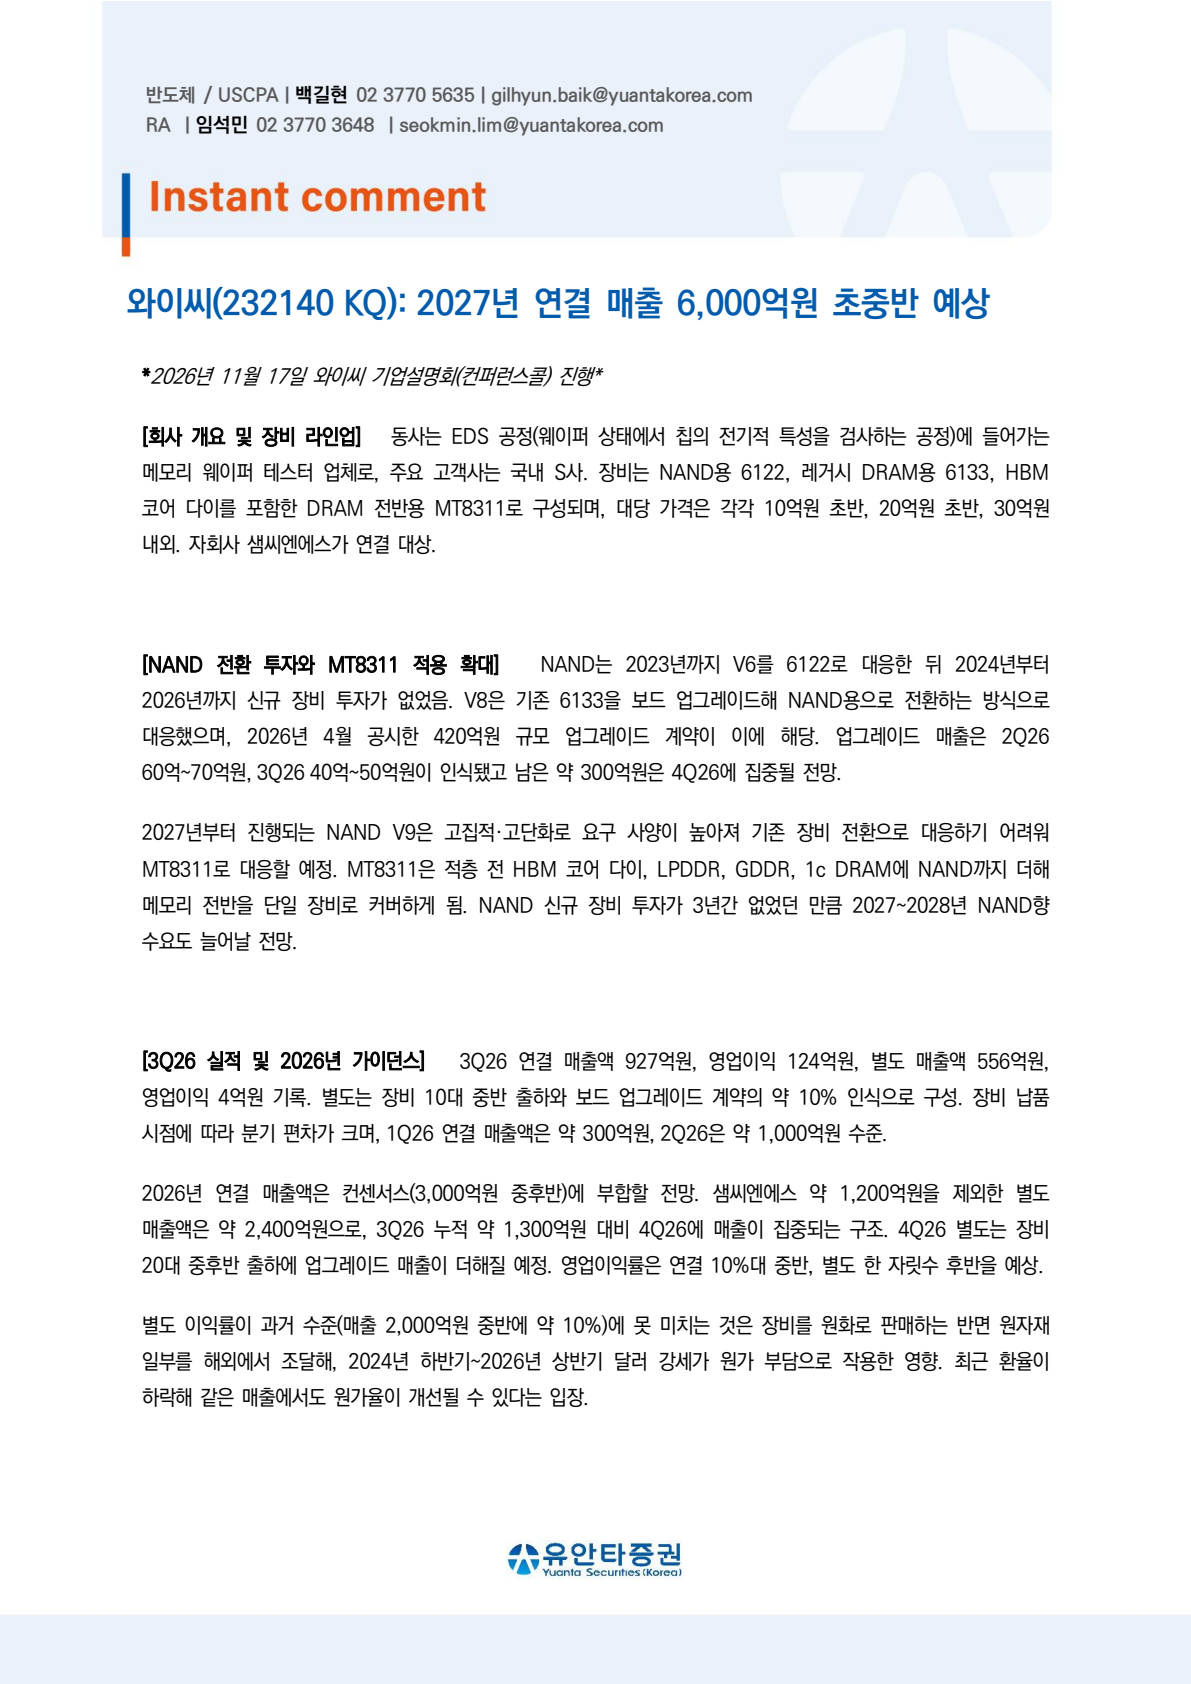 반도체 / USCPA | 백길현 02 3770 5635 | gilhyun.baik@yuantakorea.com
RA | 임석민 02 3770 3648 | seokmin.lim@yuantakorea.com
Instant comment
와이씨(232140 KQ): 2027년 연결 매출 6,000억원 초중반 예상
*2026년 11월 17일 와이씨 기업설명회(컨퍼런스콜) 진행*
[회사 개요 및 장비 라인업] 동사는 EDS 공정(웨이퍼 상태에서 칩의 전기적 특성을 검사하는 공정)에 들어가는
메모리 웨이퍼 테스터 업체로, 주요 고객사는 국내 S사. 장비는 NAND용 6122, 레거시 DRAM용 6133, HBM
코어 다이를 포함한 DRAM 전반용 MT8311로 구성되며, 대당 가격은 각각 10억원 초반, 20억원 초반, 30억원
내외. 자회사 샘씨엔에스가 연결 대상.
[NAND 전환 투자와 MT8311 적용 확대] NAND는 2023년까지 V6를 6122로 대응한 뒤 2024년부터
2026년까지 신규 장비 투자가 없었음. V8은 기존 6133을 보드 업그레이드해 NAND용으로 전환하는 방식으로
대응했으며, 2026년 4월 공시한 420억원 규모 업그레이드 계약이 이에 해당. 업그레이드 매출은 2Q26
60억~70억원, 3Q26 40억~50억원이 인식됐고 남은 약 300억원은 4Q26에 집중될 전망.
2027년부터 진행되는 NAND V9은 고집적·고단화로 요구 사양이 높아져 기존 장비 전환으로 대응하기 어려워
MT8311로 대응할 예정. MT8311은 적층 전 HBM 코어 다이, LPDDR, GDDR, 1c DRAM에 NAND까지 더해
메모리 전반을 단일 장비로 커버하게 됨. NAND 신규 장비 투자가 3년간 없었던 만큼 2027~2028년 NAND향
수요도 늘어날 전망.
[3Q26 실적 및 2026년 가이던스] 3Q26 연결 매출액 927억원, 영업이익 124억원, 별도 매출액 556억원,
영업이익 4억원 기록. 별도는 장비 10대 중반 출하와 보드 업그레이드 계약의 약 10% 인식으로 구성. 장비 납품
시점에 따라 분기 편차가 크며, 1Q26 연결 매출액은 약 300억원, 2Q26은 약 1,000억원 수준.
2026년 연결 매출액은 컨센서스(3,000억원 중후반)에 부합할 전망. 샘씨엔에스 약 1,200억원을 제외한 별도
매출액은 약 2,400억원으로, 3Q26 누적 약 1,300억원 대비 4Q26에 매출이 집중되는 구조. 4Q26 별도는 장비
20대 중후반 출하에 업그레이드 매출이 더해질 예정. 영업이익률은 연결 10%대 중반, 별도 한 자릿수 후반을 예상.
별도 이익률이 과거 수준(매출 2,000억원 중반에 약 10%)에 못 미치는 것은 장비를 원화로 판매하는 반면 원자재
일부를 해외에서 조달해, 2024년 하반기~2026년 상반기 달러 강세가 원가 부담으로 작용한 영향. 최근 환율이
하락해 같은 매출에서도 원가율이 개선될 수 있다는 입장.
유안타증권
Yuanta Securities (Korea)